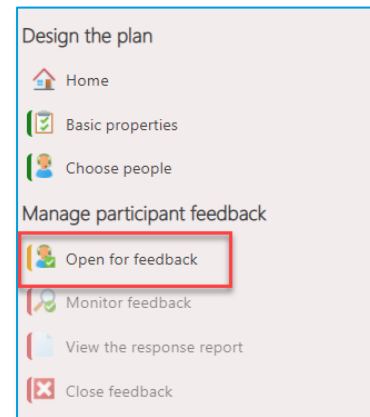 Design the plan
Home
Basic properties
Choose people
Manage participant feedback
Open for feedback
Monitor feedback
View the response report
Close feedback